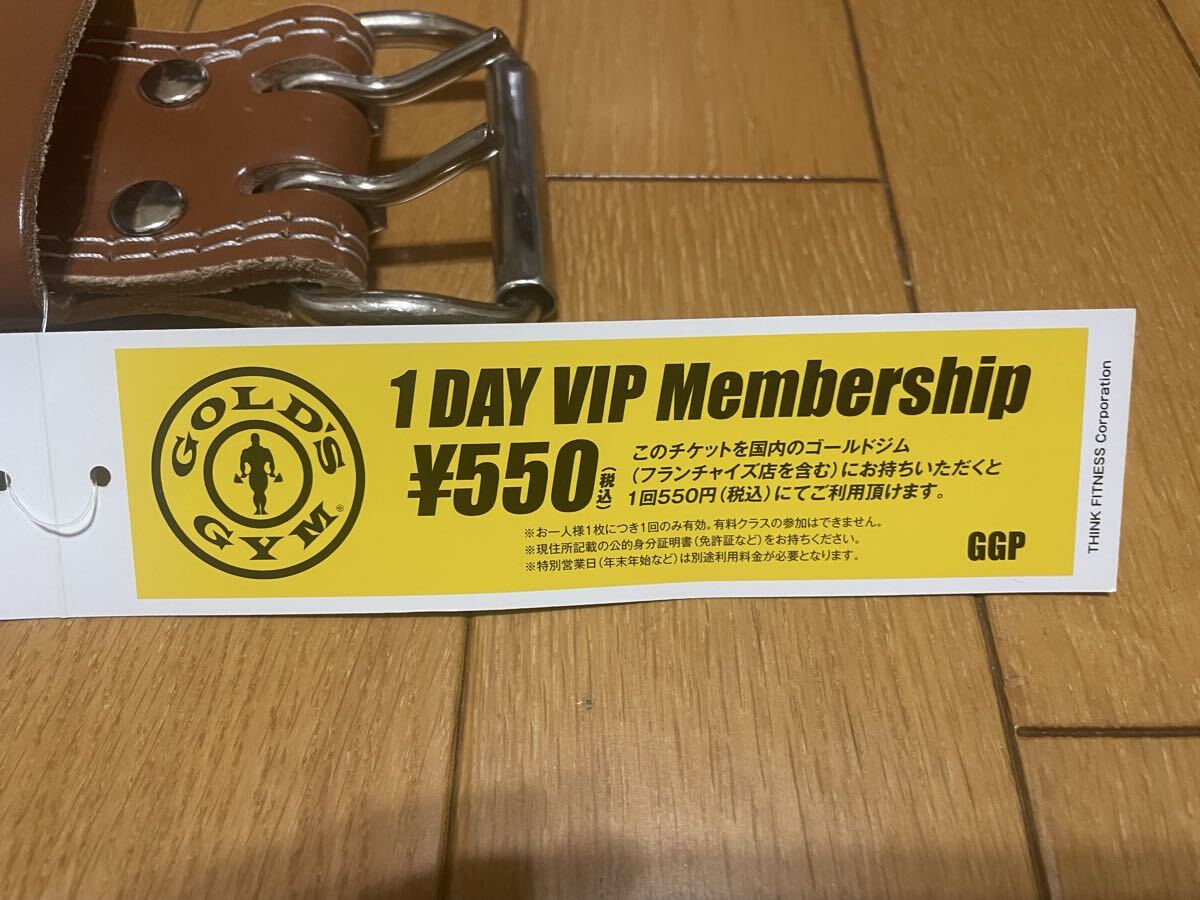 GOLD'S GYM®
1 DAY VIP Membership
¥550(税込)
このチケットを国内のゴールドジム
(フランチャイズ店を含む)にお持ちいただくと
1回550円(税込)にてご利用頂けます。
※お一人様1枚につき1回のみ有効。有料クラスの参加はできません。
※現住所記載の公的身分証明書(免許証など)をお持ちください。
※特別営業日(年末年始など)は別途利用料金が必要となります。
GGP
THINK FITNESS Corporation